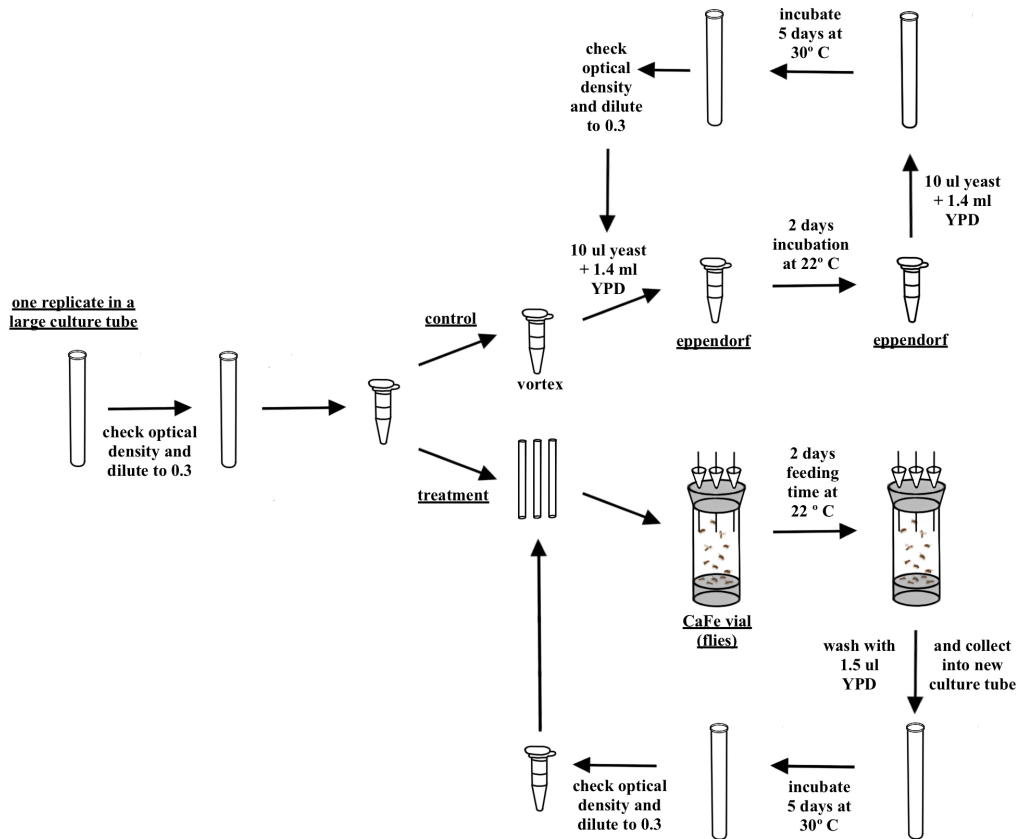 incubate
5 days at
30º C
check
optical
density
and dilute
to 0.3
10 ul yeast
+ 1.4 ml
YPD
2 days
incubation
at 22º C
10 ul yeast
+ 1.4 ml
YPD
one replicate in a
large culture tube
control
eppendorf
eppendorf
vortex
check optical
density and
dilute to 0.3
treatment
2 days
feeding
time at
22 º C
CaFe vial
(flies)
wash with
1.5 ul
YPD
and collect
into new
culture tube
check optical
density and
dilute to 0.3
incubate
5 days at
30º C